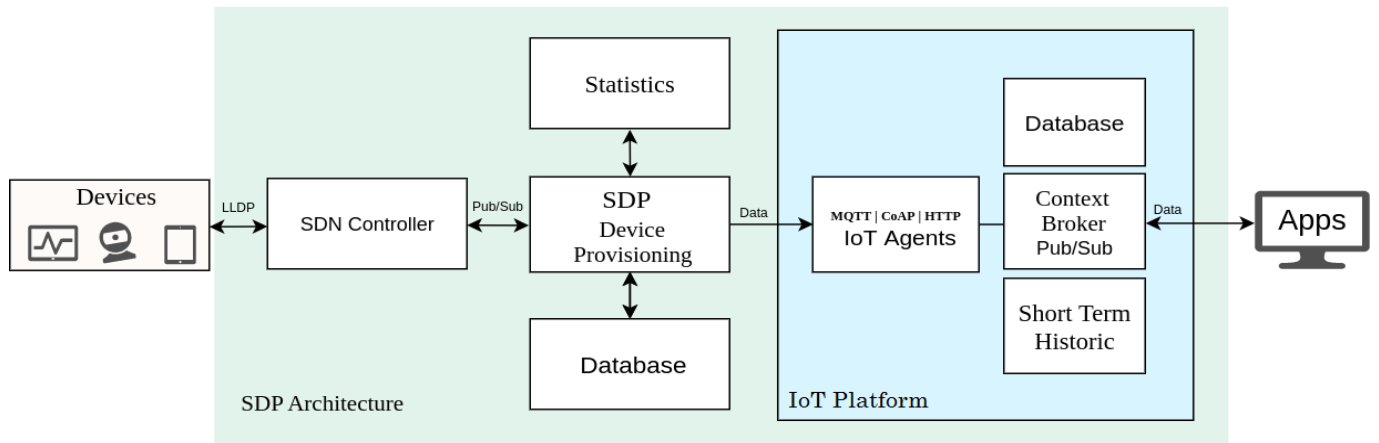 Devices
LLDP
SDN Controller
Pub/Sub
Statistics
SDP
Device
Provisioning
Database
SDP Architecture
Data
MQTT | CoAP | HTTP
IoT Agents
Database
Context
Broker
Pub/Sub
Short Term
Historic
IoT Platform
Data
Apps